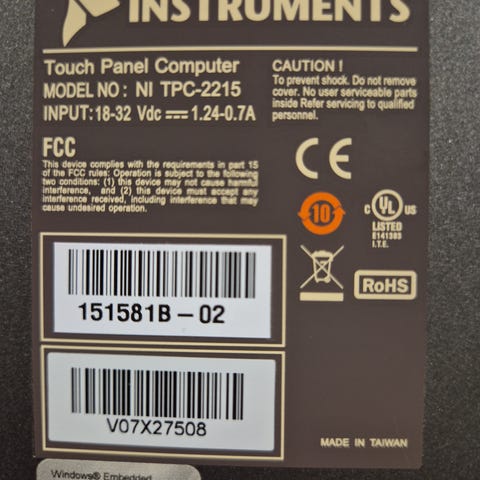 INSTRUMENTS
Touch Panel Computer
MODEL NO: NI TPC-2215
INPUT: 18-32 Vdc ⎓ 1.24-0.7A
CAUTION !
To prevent shock. Do not remove
cover. No user serviceable parts
inside Refer servicing to qualified
personnel.
FCC
This device complies with the requirements in part 15
of the FCC rules: Operation is subject to the following
two conditions: (1) this device may not cause harmful
interference, and (2) this device must accept any
interference received, including interference that may
cause undesired operation.
CE
10
C UL US
LISTED
E141393
I.T.E.
RoHS
151581B-02
V07X27508
MADE IN TAIWAN
Windows® Embedded